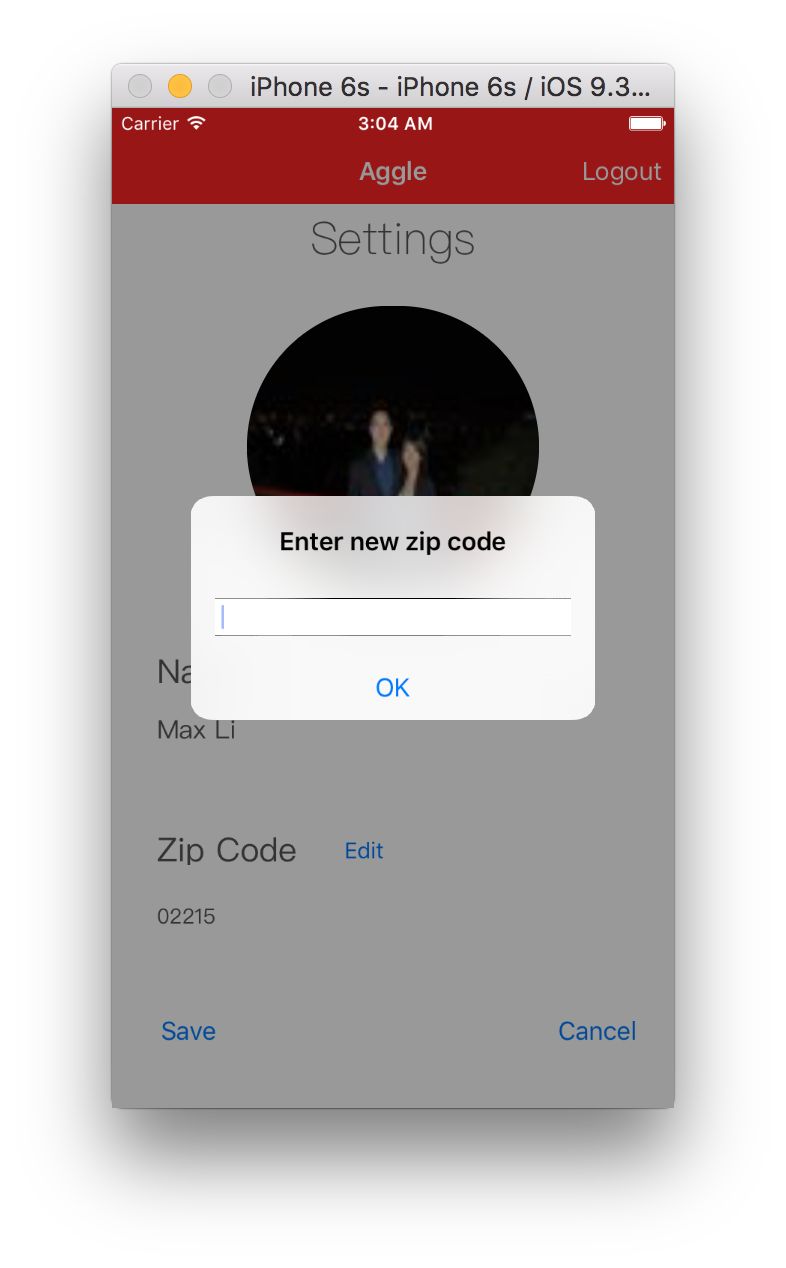 iPhone 6s - iPhone 6s / iOS 9.3...
Carrier 3:04 AM
Aggle Logout
Settings
Enter new zip code
OK
Na
Max Li
Zip Code Edit
02215
Save Cancel